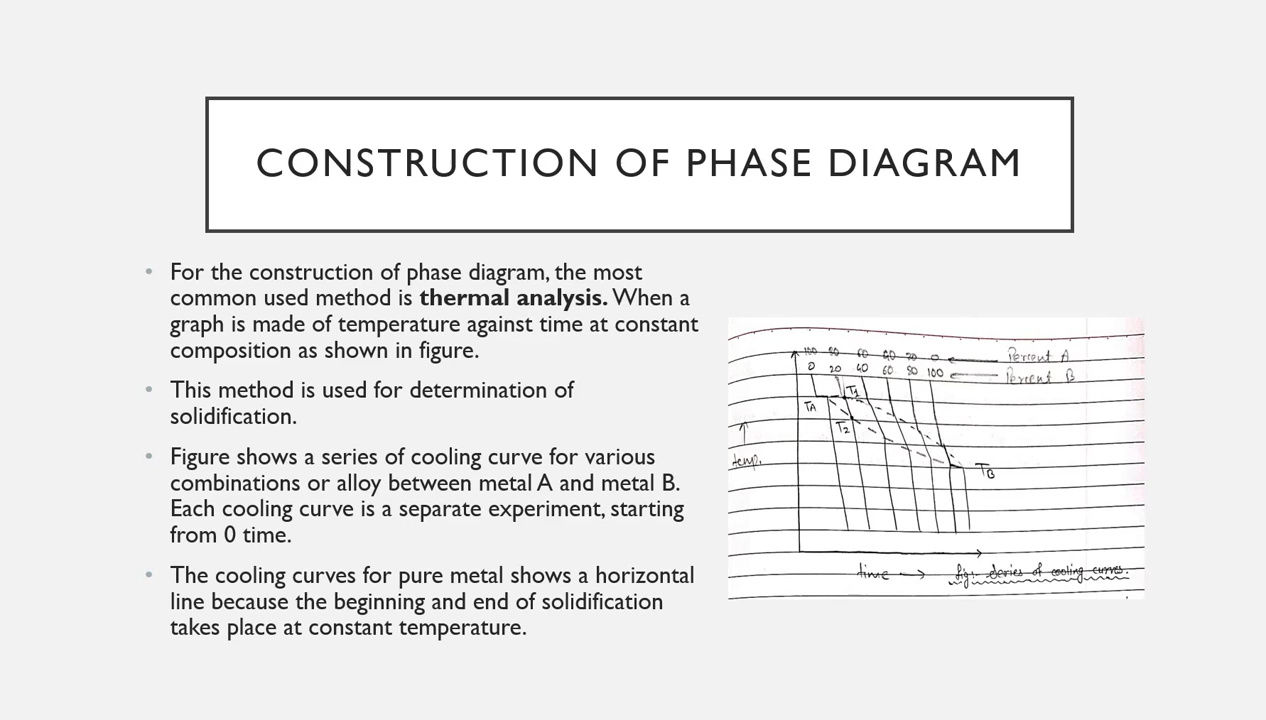 CONSTRUCTION OF PHASE DIAGRAM
• For the construction of phase diagram, the most
common used method is thermal analysis. When a
graph is made of temperature against time at constant
composition as shown in figure.
• This method is used for determination of
solidification.
• Figure shows a series of cooling curve for various
combinations or alloy between metal A and metal B.
Each cooling curve is a separate experiment, starting
from 0 time.
• The cooling curves for pure metal shows a horizontal
line because the beginning and end of solidification
takes place at constant temperature.
100 80 60 40 20 0 Percent A
0 20 40 60 80 100 Percent B
T1
TA
T2
temp.
TB
time fig: Series of cooling curves.